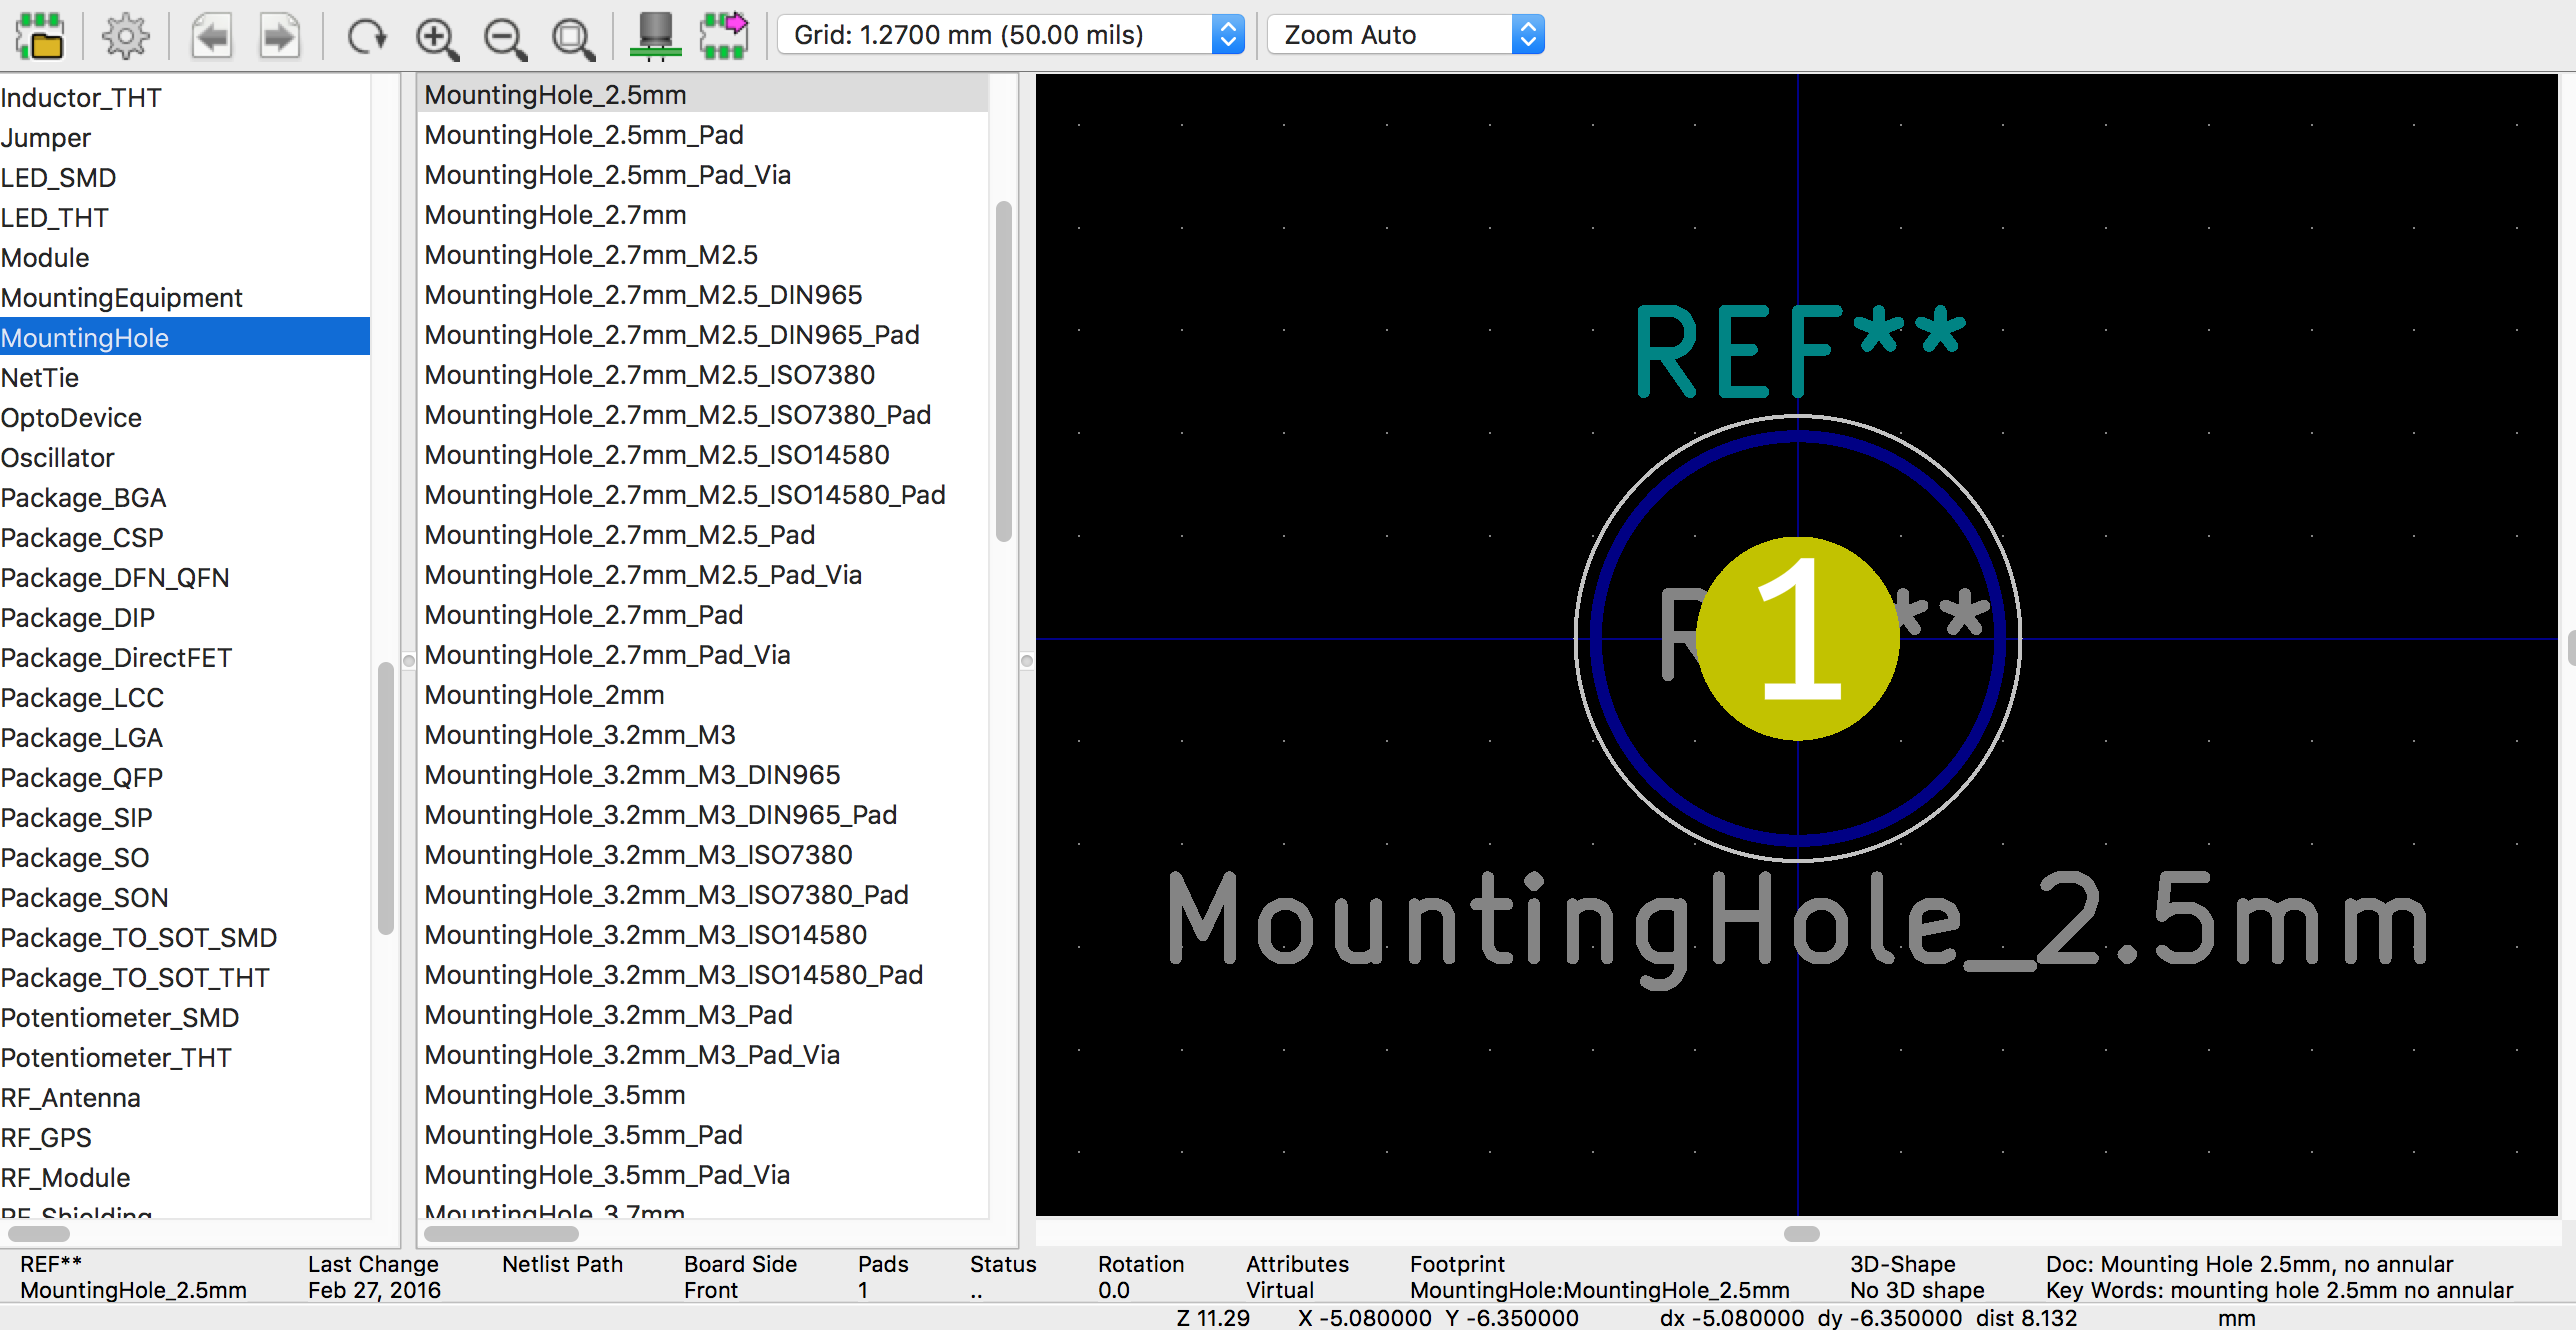 Grid: 1.2700 mm (50.00 mils)
Zoom Auto
Inductor_THT
Jumper
LED_SMD
LED_THT
Module
MountingEquipment
MountingHole
NetTie
OptoDevice
Oscillator
Package_BGA
Package_CSP
Package_DFN_QFN
Package_DIP
Package_DirectFET
Package_LCC
Package_LGA
Package_QFP
Package_SIP
Package_SO
Package_SON
Package_TO_SOT_SMD
Package_TO_SOT_THT
Potentiometer_SMD
Potentiometer_THT
RF_Antenna
RF_GPS
RF_Module
RF_Shielding
MountingHole_2.5mm
MountingHole_2.5mm_Pad
MountingHole_2.5mm_Pad_Via
MountingHole_2.7mm
MountingHole_2.7mm_M2.5
MountingHole_2.7mm_M2.5_DIN965
MountingHole_2.7mm_M2.5_DIN965_Pad
MountingHole_2.7mm_M2.5_ISO7380
MountingHole_2.7mm_M2.5_ISO7380_Pad
MountingHole_2.7mm_M2.5_ISO14580
MountingHole_2.7mm_M2.5_ISO14580_Pad
MountingHole_2.7mm_M2.5_Pad
MountingHole_2.7mm_M2.5_Pad_Via
MountingHole_2.7mm_Pad
MountingHole_2.7mm_Pad_Via
MountingHole_2mm
MountingHole_3.2mm_M3
MountingHole_3.2mm_M3_DIN965
MountingHole_3.2mm_M3_DIN965_Pad
MountingHole_3.2mm_M3_ISO7380
MountingHole_3.2mm_M3_ISO7380_Pad
MountingHole_3.2mm_M3_ISO14580
MountingHole_3.2mm_M3_ISO14580_Pad
MountingHole_3.2mm_M3_Pad
MountingHole_3.2mm_M3_Pad_Via
MountingHole_3.5mm
MountingHole_3.5mm_Pad
MountingHole_3.5mm_Pad_Via
MountingHole_3.7mm
REF**
1
MountingHole_2.5mm
REF** Last Change Netlist Path Board Side Pads Status Rotation Attributes Footprint 3D-Shape Doc: Mounting Hole 2.5mm, no annular
MountingHole_2.5mm Feb 27, 2016 Front 1 .. 0.0 Virtual MountingHole:MountingHole_2.5mm No 3D shape Key Words: mounting hole 2.5mm no annular
Z 11.29 X -5.080000 Y -6.350000 dx -5.080000 dy -6.350000 dist 8.132 mm